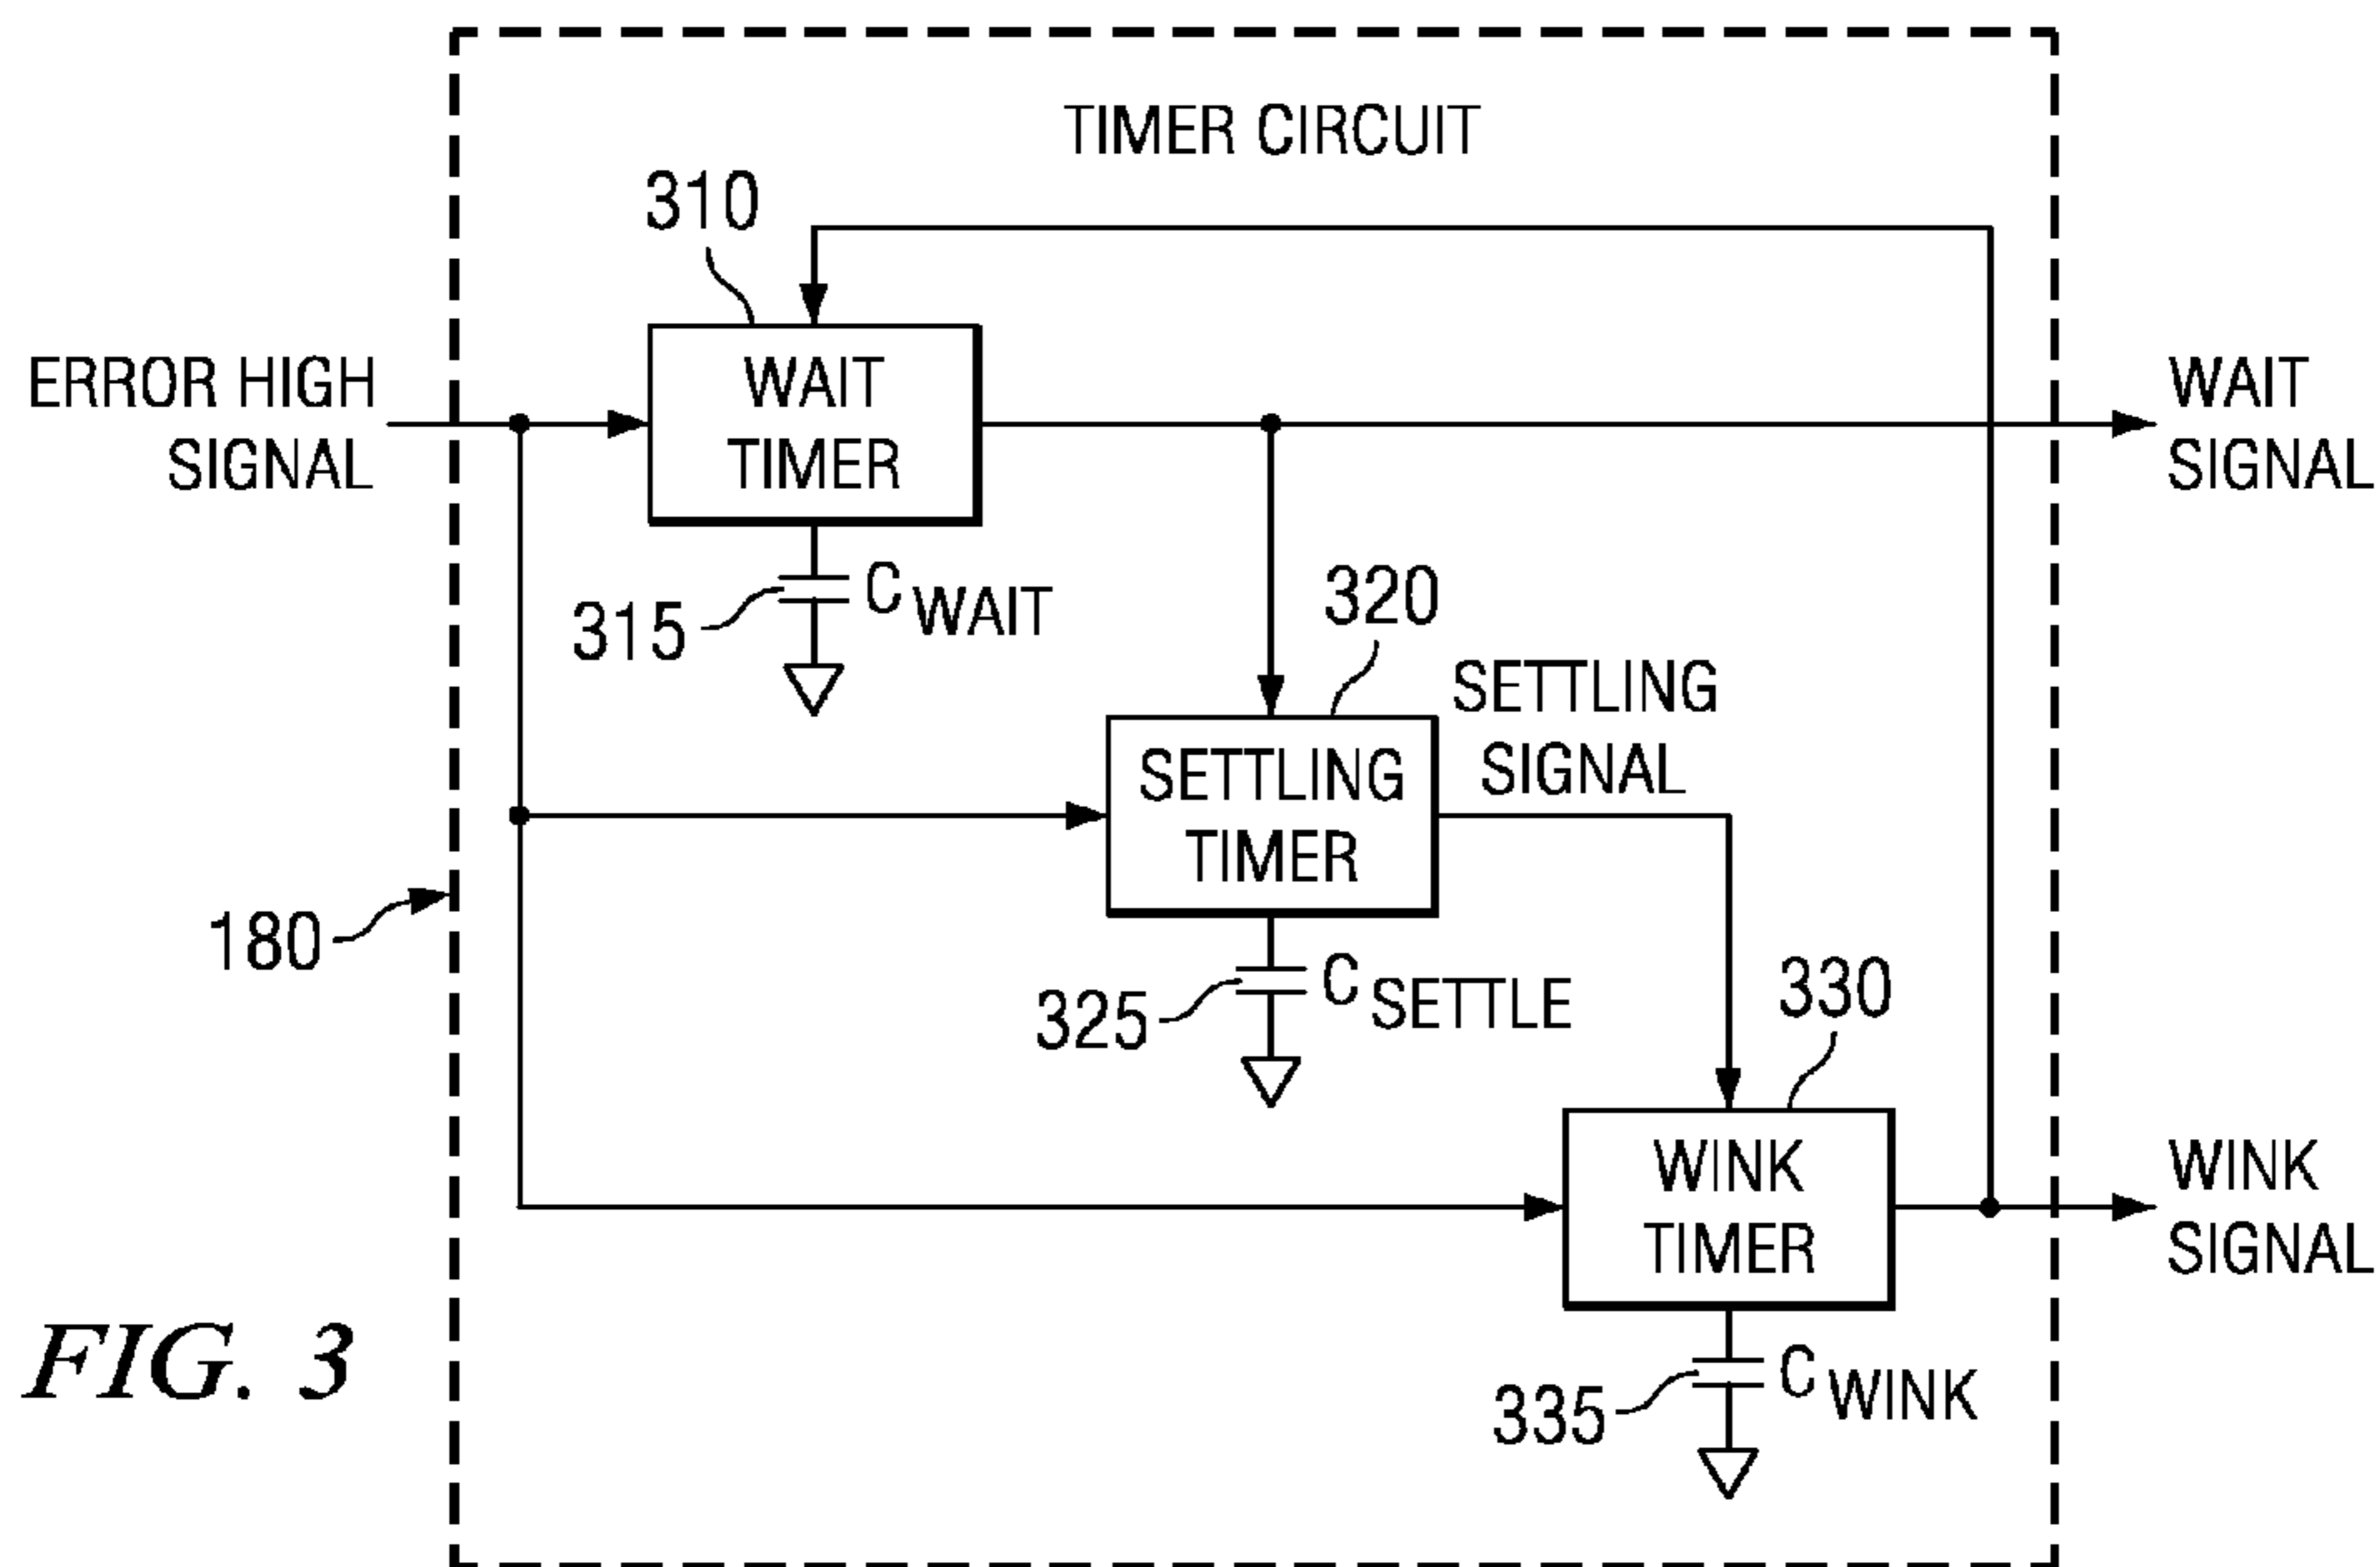 TIMER CIRCUIT
310
ERROR HIGH
SIGNAL
WAIT
TIMER
WAIT
SIGNAL
315
C WAIT
320
SETTLING
SIGNAL
SETTLING
TIMER
180
325
C SETTLE
330
WINK
TIMER
WINK
SIGNAL
335
C WINK
FIG. 3